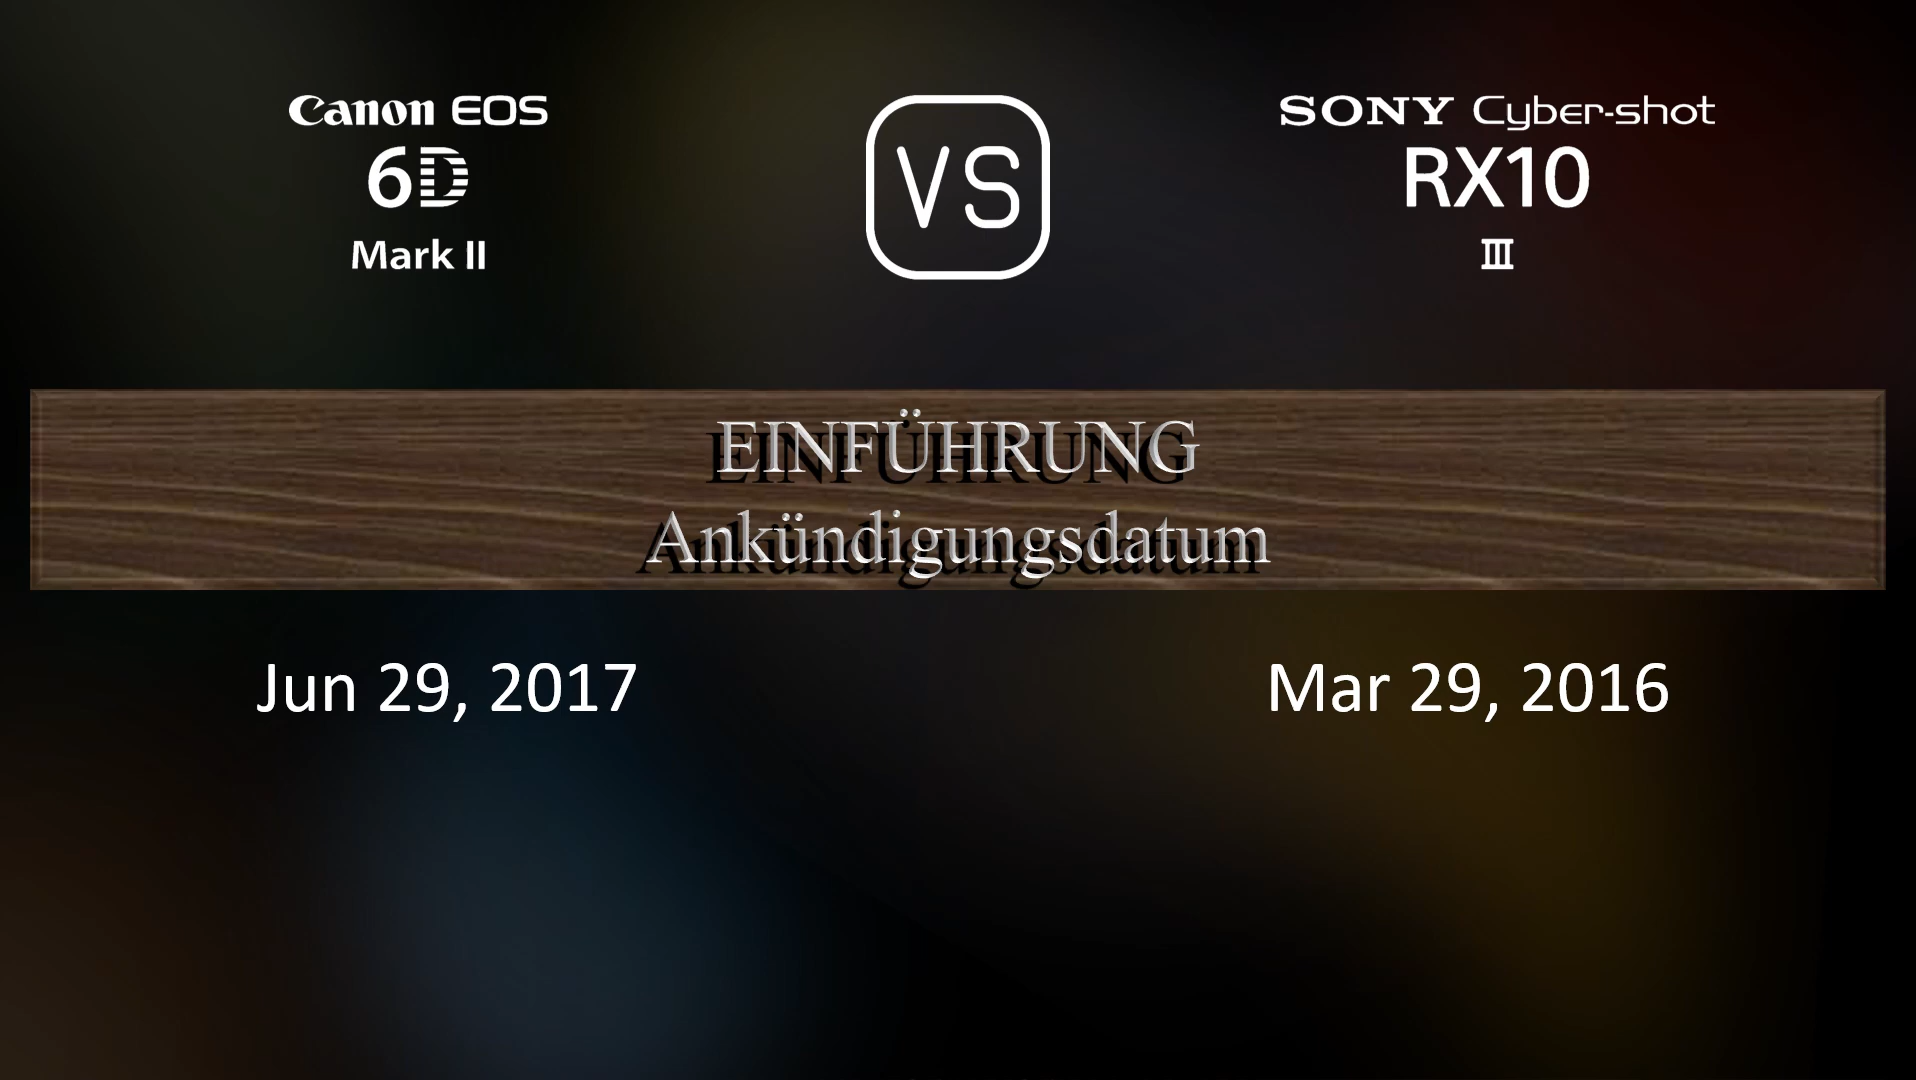 Canon EOS
6D
Mark II
VS
SONY Cyber-shot
RX10
III
EINFÜHRUNG
Ankündigungsdatum
Jun 29, 2017
Mar 29, 2016